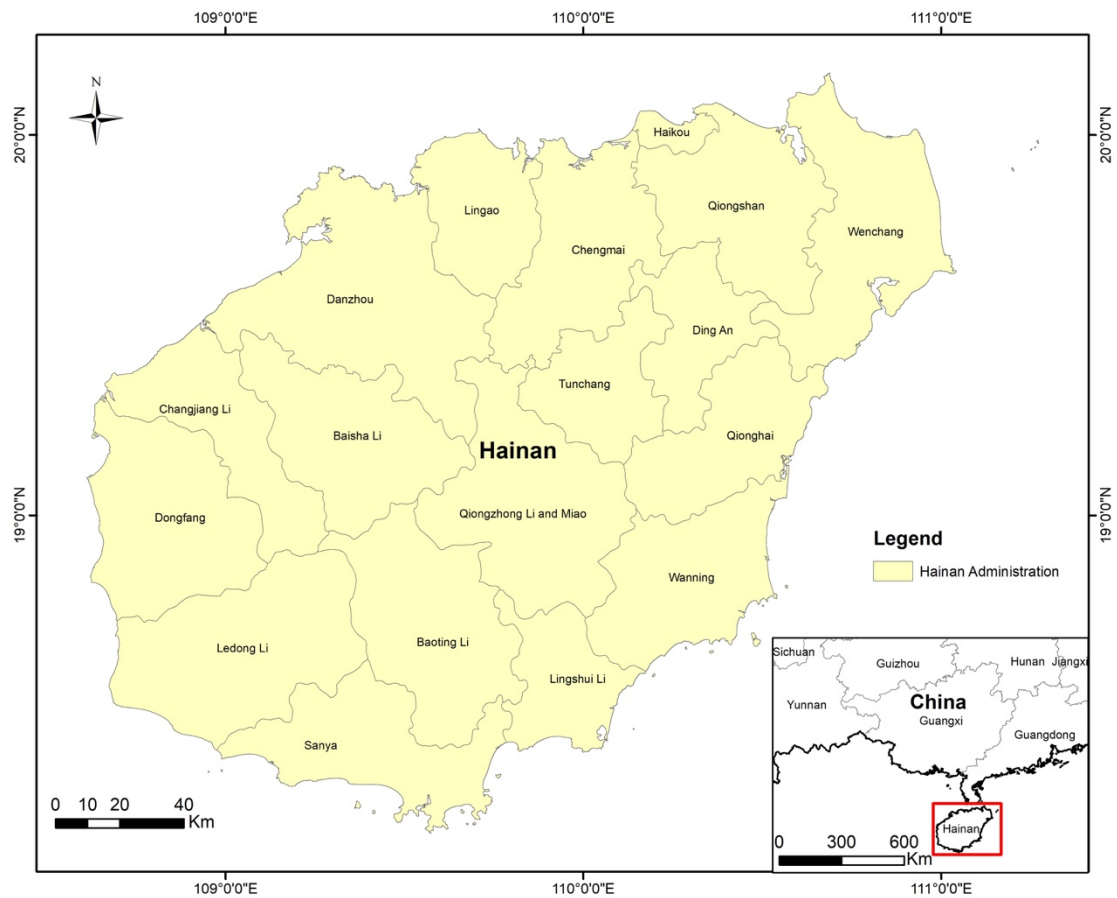 109°0'0"E
110°0'0"E
111°0'0"E
N
20°0'0"N
20°0'0"N
Haikou
Lingao
Qiongshan
Wenchang
Chengmai
Danzhou
Ding An
Tunchang
Changjiang Li
Baisha Li
Qionghai
Hainan
Dongfang
Qiongzhong Li and Miao
19°0'0"N
19°0'0"N
Legend
Hainan Administration
Wanning
Ledong Li
Baoting Li
Lingshui Li
Sanya
0 10 20 40
Km
Sichuan
Guizhou
Hunan
Jiangxi
Yunnan
China
Guangxi
Guangdong
Hainan
0 300 600
Km
109°0'0"E
110°0'0"E
111°0'0"E